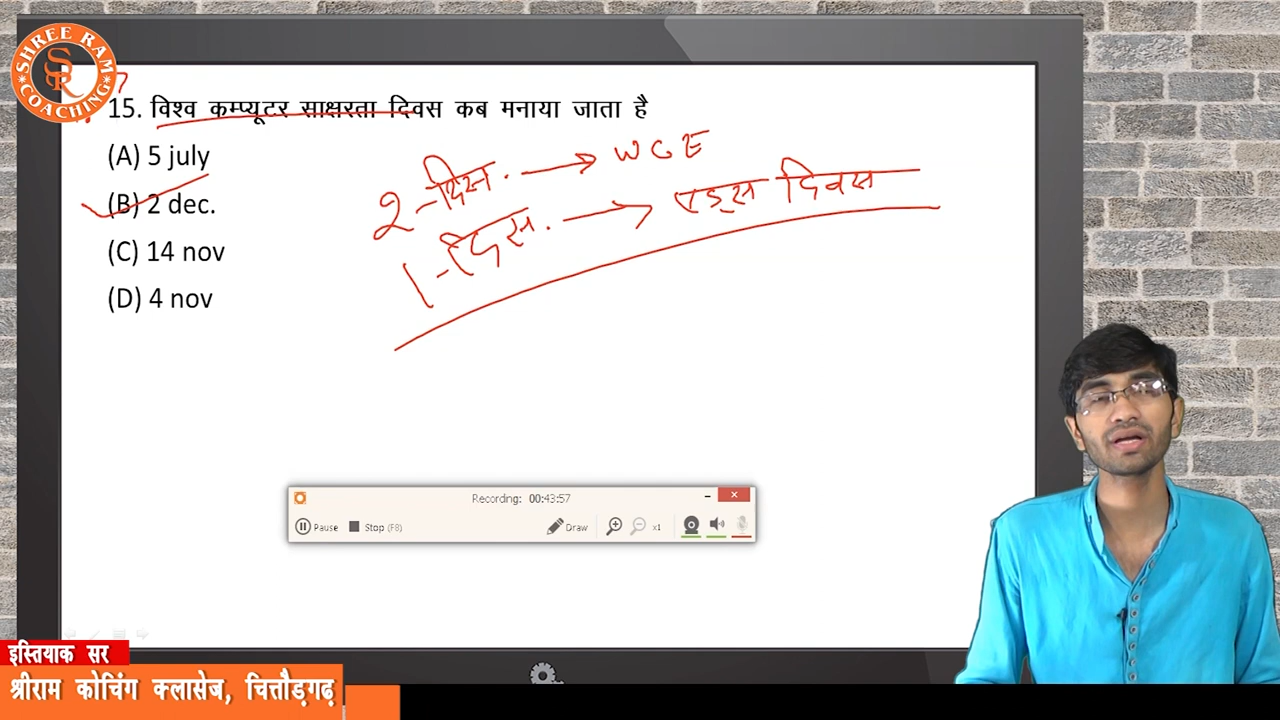 SHREE RAM
SR
COACHING
15. विश्व कम्प्यूटर साक्षरता दिवस कब मनाया जाता है
(A) 5 july
(B) 2 dec.
(C) 14 nov
(D) 4 nov
2-दिस. → W C E
1-दिस. → एड्स दिवस
Recording: 00:43:57
Pause Stop (F8) Draw x1
इस्तियाक सर
श्रीराम कोचिंग क्लासेज, चित्तौड़गढ़